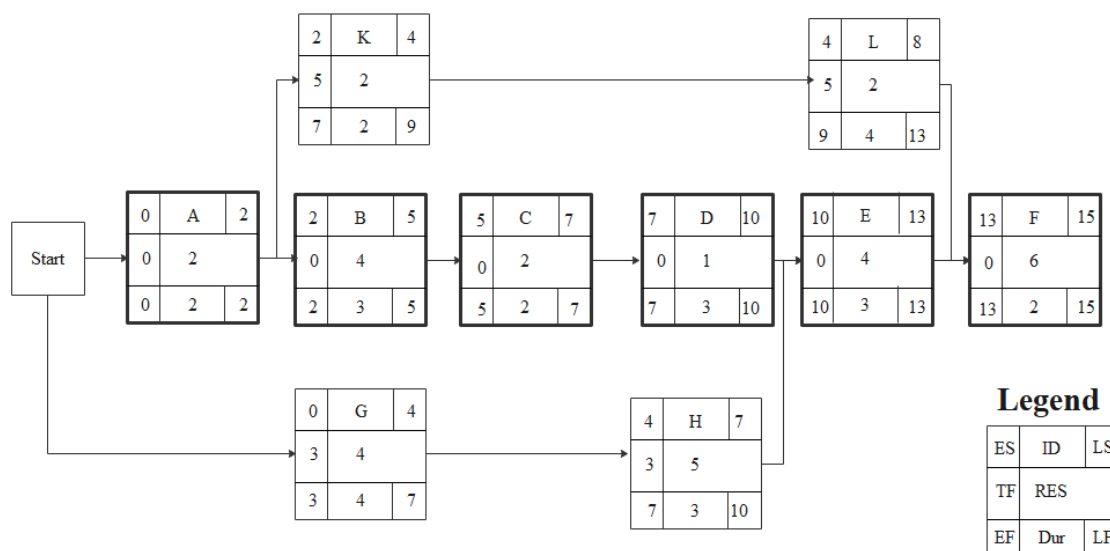 2 K 4
5 2
7 2 9
4 L 8
5 2
9 4 13
Start
0 A 2
0 2
0 2 2
2 B 5
0 4
2 3 5
5 C 7
0 2
5 2 7
7 D 10
0 1
7 3 10
10 E 13
0 4
10 3 13
13 F 15
0 6
13 2 15
0 G 4
3 4
3 4 7
4 H 7
3 5
7 3 10
Legend
ES ID LS
TF RES
EF Dur